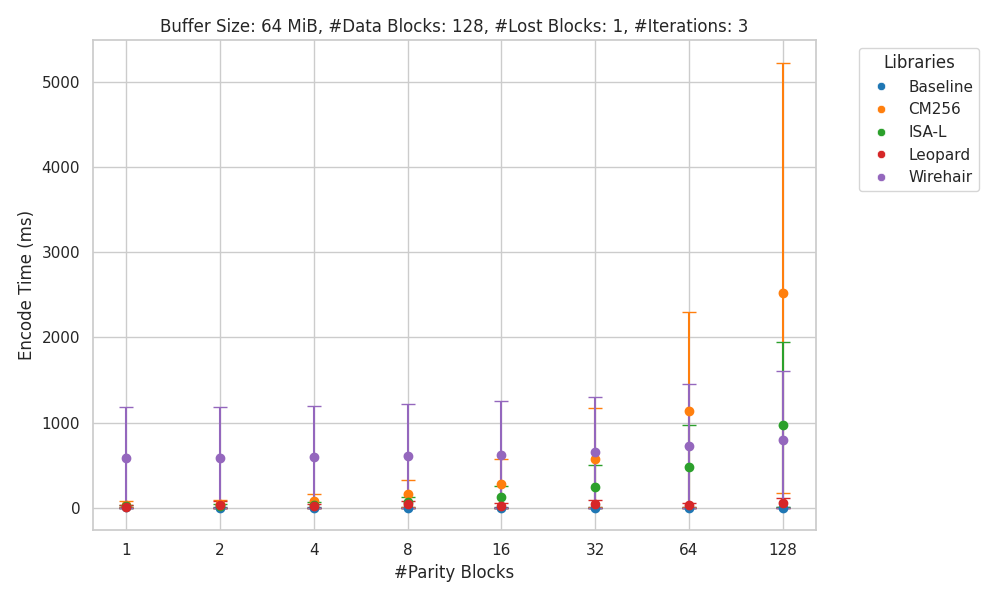 Buffer Size: 64 MiB, #Data Blocks: 128, #Lost Blocks: 1, #Iterations: 3
Libraries
Baseline
CM256
ISA-L
Leopard
Wirehair
Encode Time (ms)
5000
4000
3000
2000
1000
0
1 2 4 8 16 32 64 128
#Parity Blocks